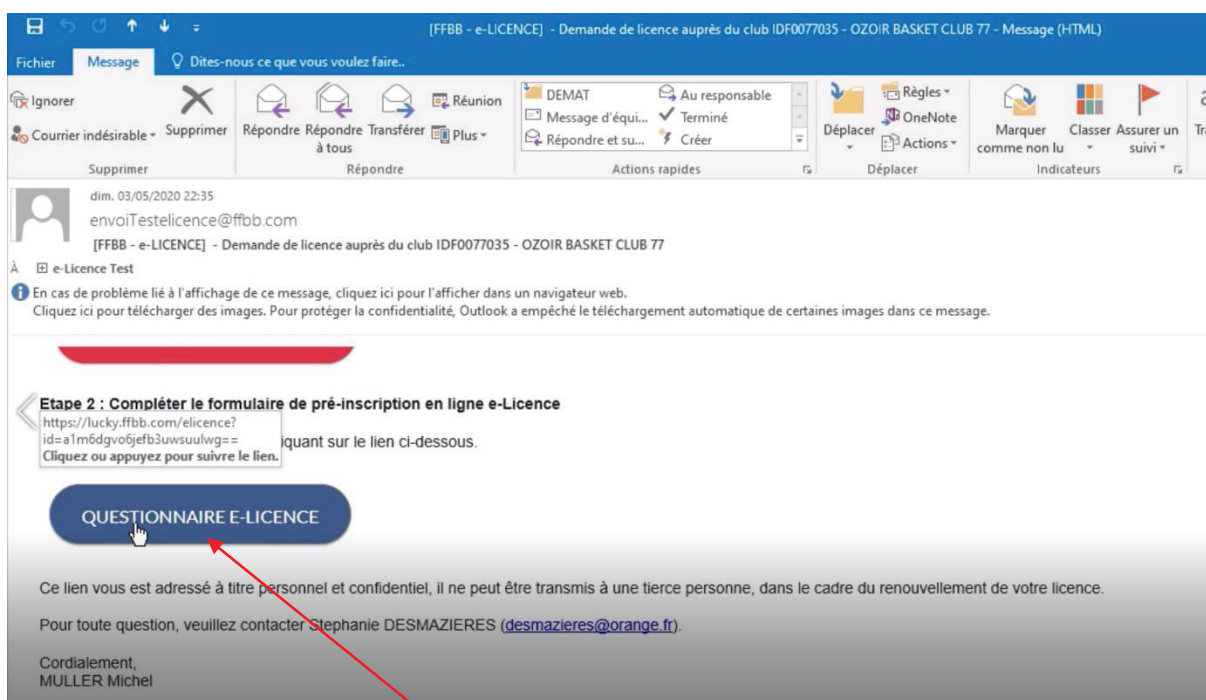 [FFBB - e-LICENCE] - Demande de licence auprès du club IDF0077035 - OZOIR BASKET CLUB 77 - Message (HTML)
Fichier Message Dites-nous ce que vous voulez faire..
Ignorer
Courrier indésirable
Supprimer
Répondre Répondre à tous Transférer
Réunion
Plus
DEMAT
Message d'équi...
Répondre et su...
Au responsable
Terminé
Créer
Déplacer
Règles
OneNote
Actions
Marquer comme non lu
Classer
Assurer un suivi
Supprimer Répondre Actions rapides Déplacer Indicateurs
dim. 03/05/2020 22:35
envoiTestelicence@ffbb.com
[FFBB - e-LICENCE] - Demande de licence auprès du club IDF0077035 - OZOIR BASKET CLUB 77
À e-Licence Test
En cas de problème lié à l'affichage de ce message, cliquez ici pour l'afficher dans un navigateur web.
Cliquez ici pour télécharger des images. Pour protéger la confidentialité, Outlook a empêché le téléchargement automatique de certaines images dans ce message.
Etape 2 : Compléter le formulaire de pré-inscription en ligne e-Licence
https://lucky.ffbb.com/elicence?
id=a1m6dgvo6jefb3uwsuulwg==
Cliquez ou appuyez pour suivre le lien.
iquant sur le lien ci-dessous.
QUESTIONNAIRE E-LICENCE
Ce lien vous est adressé à titre personnel et confidentiel, il ne peut être transmis à une tierce personne, dans le cadre du renouvellement de votre licence.
Pour toute question, veuillez contacter Stephanie DESMAZIERES (desmazieres@orange.fr).
Cordialement,
MULLER Michel